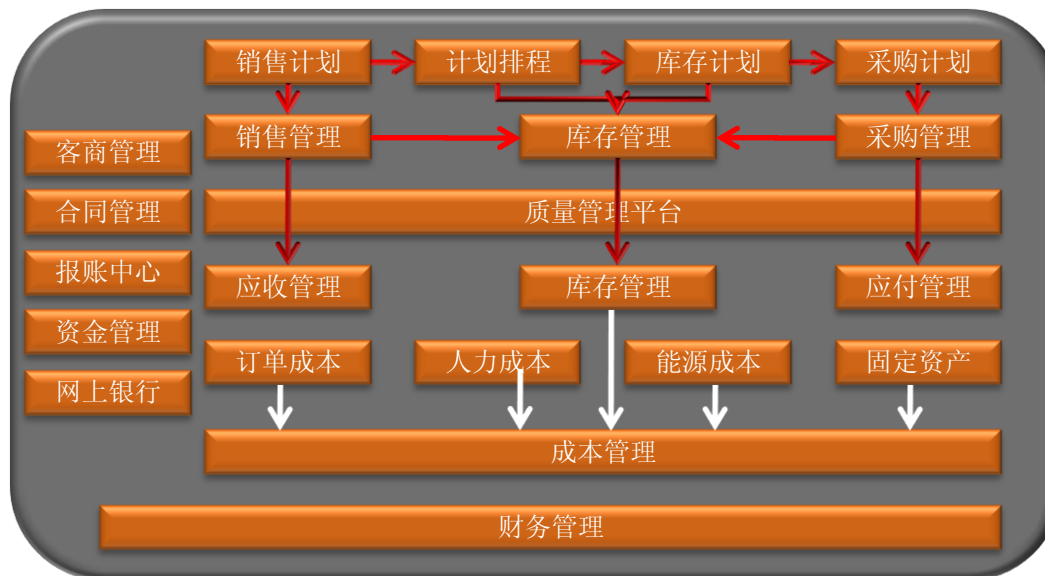 销售计划
计划排程
库存计划
采购计划
销售管理
库存管理
采购管理
客商管理
合同管理
报账中心
资金管理
网上银行
质量管理平台
应收管理
库存管理
应付管理
订单成本
人力成本
能源成本
固定资产
成本管理
财务管理